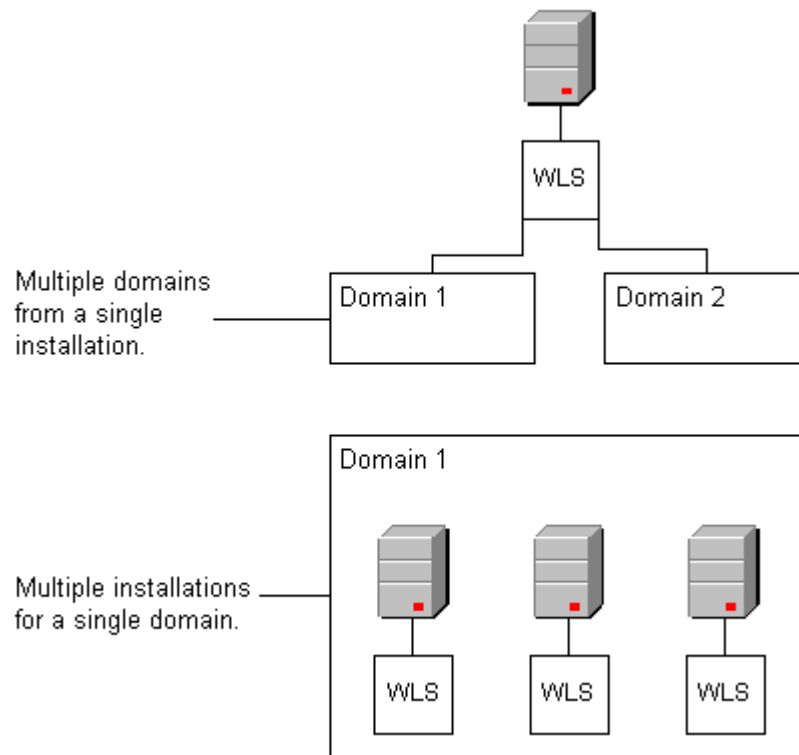 WLS
Multiple domains
from a single
installation.
Domain 1
Domain 2
Domain 1
Multiple installations
for a single domain.
WLS
WLS
WLS